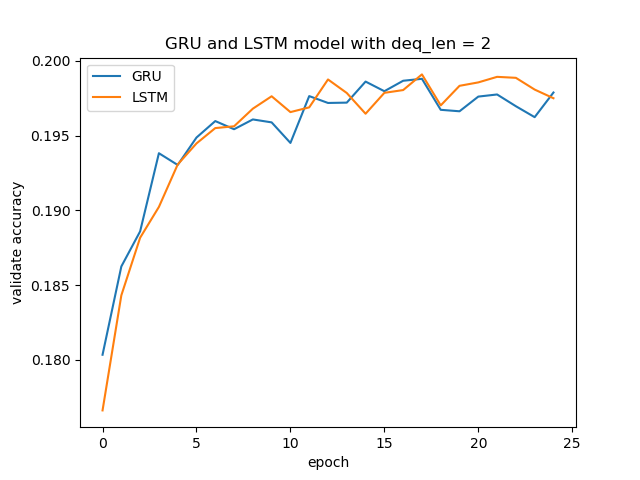 GRU and LSTM model with deq_len = 2
GRU
LSTM
validate accuracy
0.200
0.195
0.190
0.185
0.180
0
5
10
15
20
25
epoch